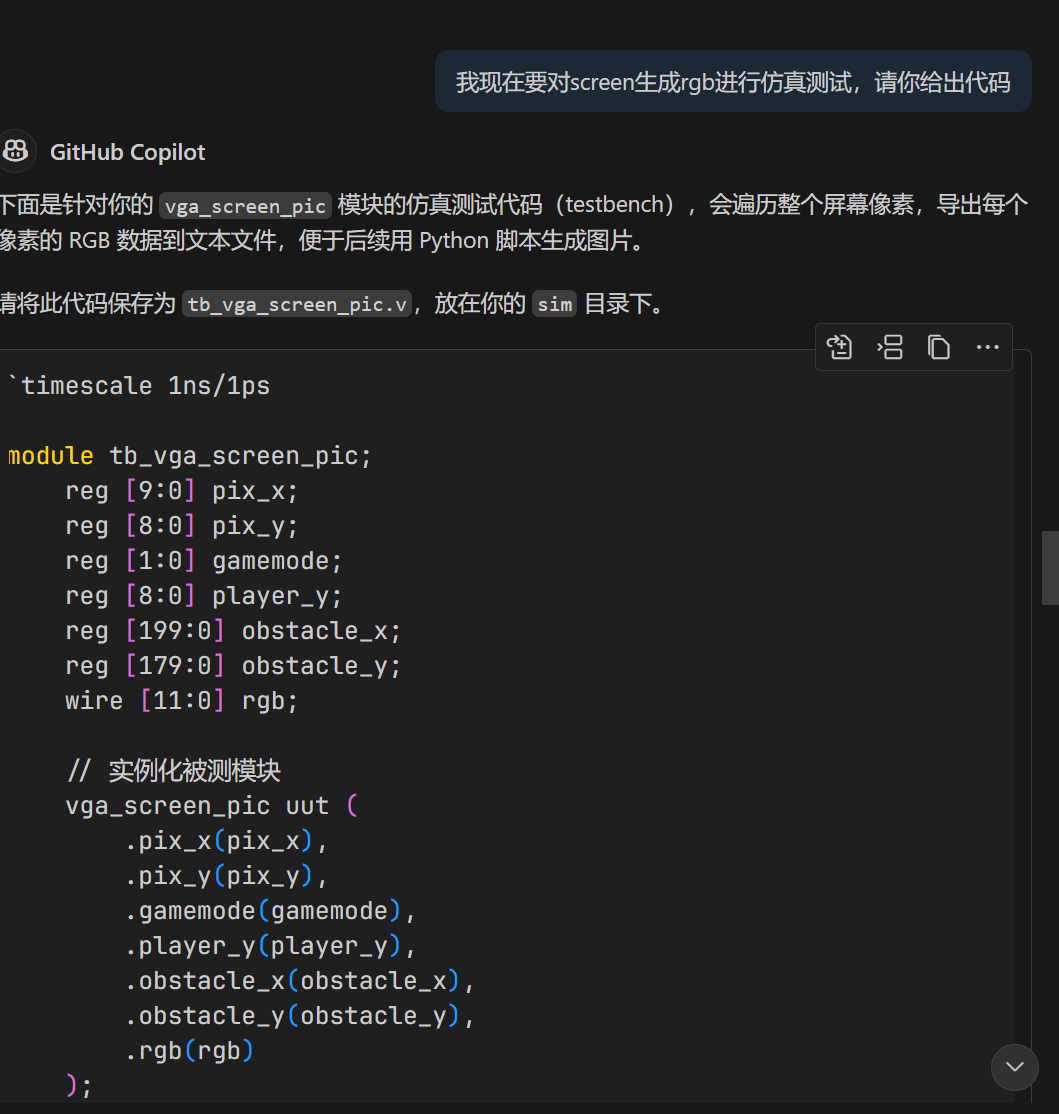 我现在要对screen生成rgb进行仿真测试，请你给出代码
GitHub Copilot
下面是针对你的 vga_screen_pic 模块的仿真测试代码（testbench），会遍历整个屏幕像素，导出每个
像素的 RGB 数据到文本文件，便于后续用 Python 脚本生成图片。
请将此代码保存为 tb_vga_screen_pic.v，放在你的 sim 目录下。
`timescale 1ns/1ps
module tb_vga_screen_pic;
reg [9:0] pix_x;
reg [8:0] pix_y;
reg [1:0] gamemode;
reg [8:0] player_y;
reg [199:0] obstacle_x;
reg [179:0] obstacle_y;
wire [11:0] rgb;
// 实例化被测模块
vga_screen_pic uut (
.pix_x(pix_x),
.pix_y(pix_y),
.gamemode(gamemode),
.player_y(player_y),
.obstacle_x(obstacle_x),
.obstacle_y(obstacle_y),
.rgb(rgb)
);